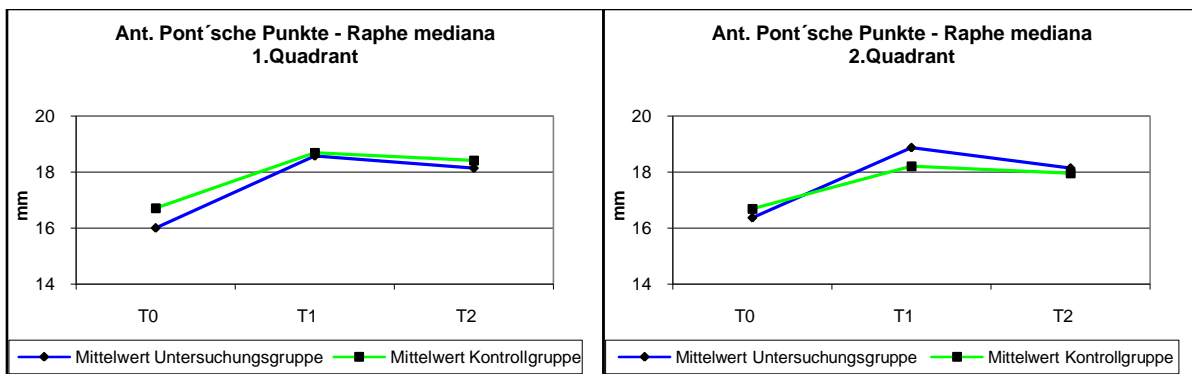 Ant. Pont´sche Punkte - Raphe mediana
1.Quadrant
20
18
16
14
mm
T0 T1 T2
Mittelwert Untersuchungsgruppe Mittelwert Kontrollgruppe
Ant. Pont´sche Punkte - Raphe mediana
2.Quadrant
20
18
16
14
mm
T0 T1 T2
Mittelwert Untersuchungsgruppe Mittelwert Kontrollgruppe